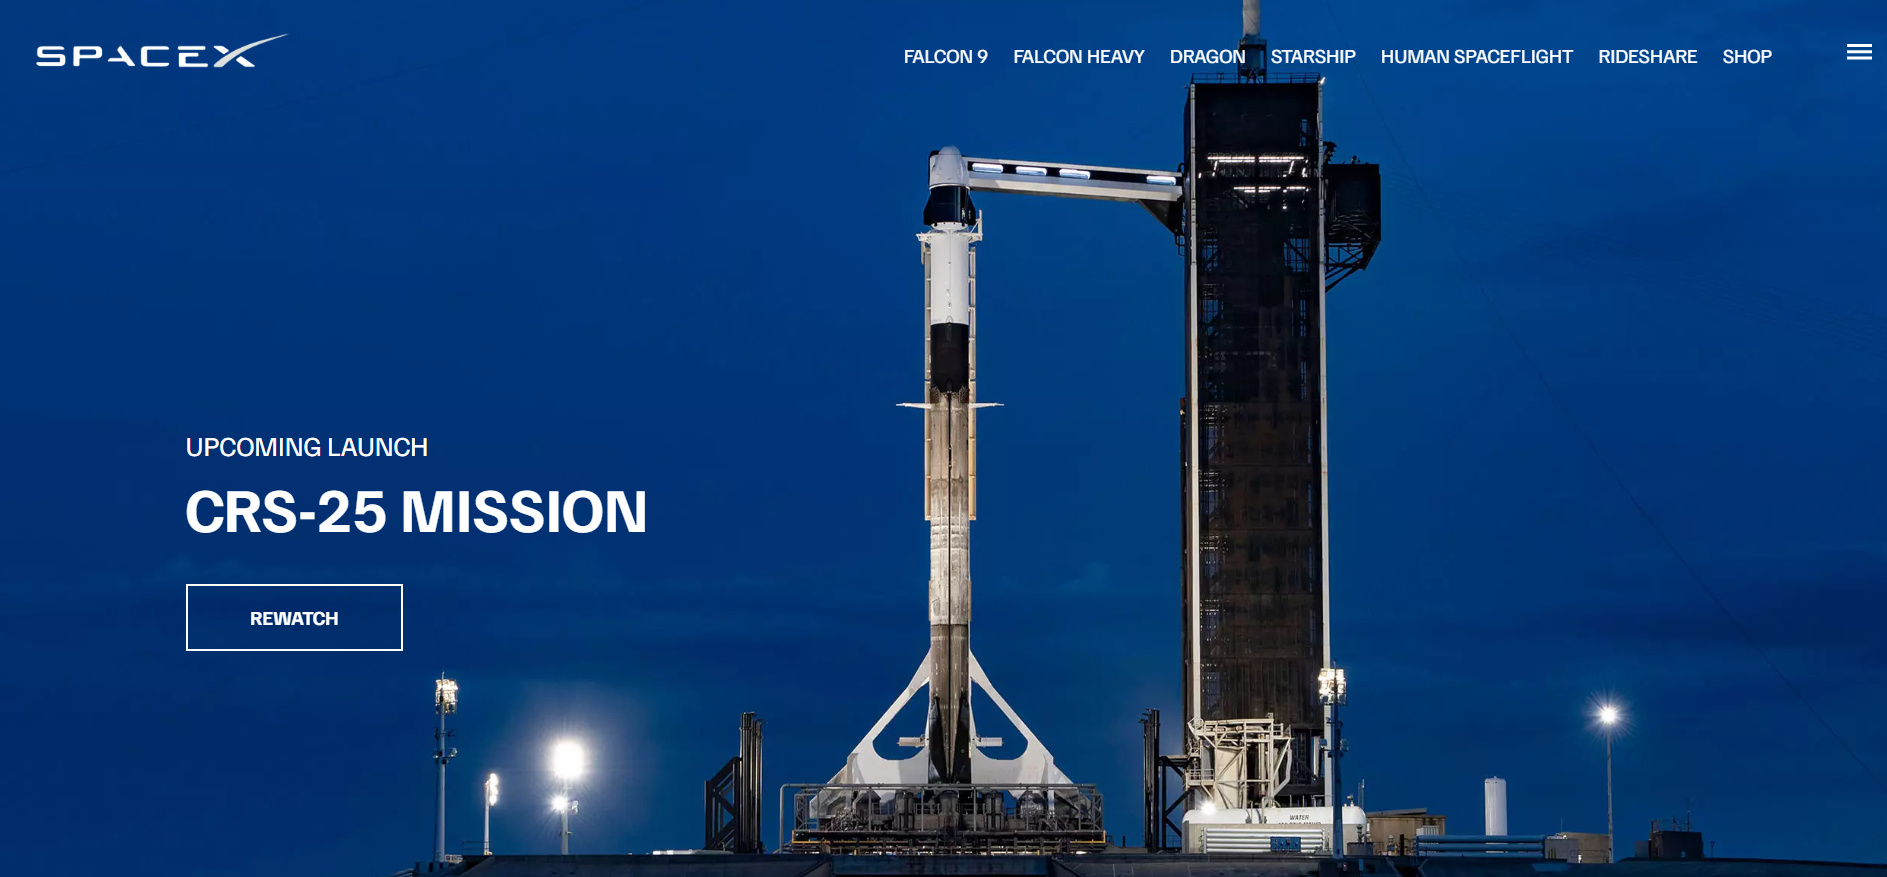 SPACEX
FALCON 9 FALCON HEAVY DRAGON STARSHIP HUMAN SPACEFLIGHT RIDESHARE SHOP
UPCOMING LAUNCH
CRS-25 MISSION
REWATCH
WATER